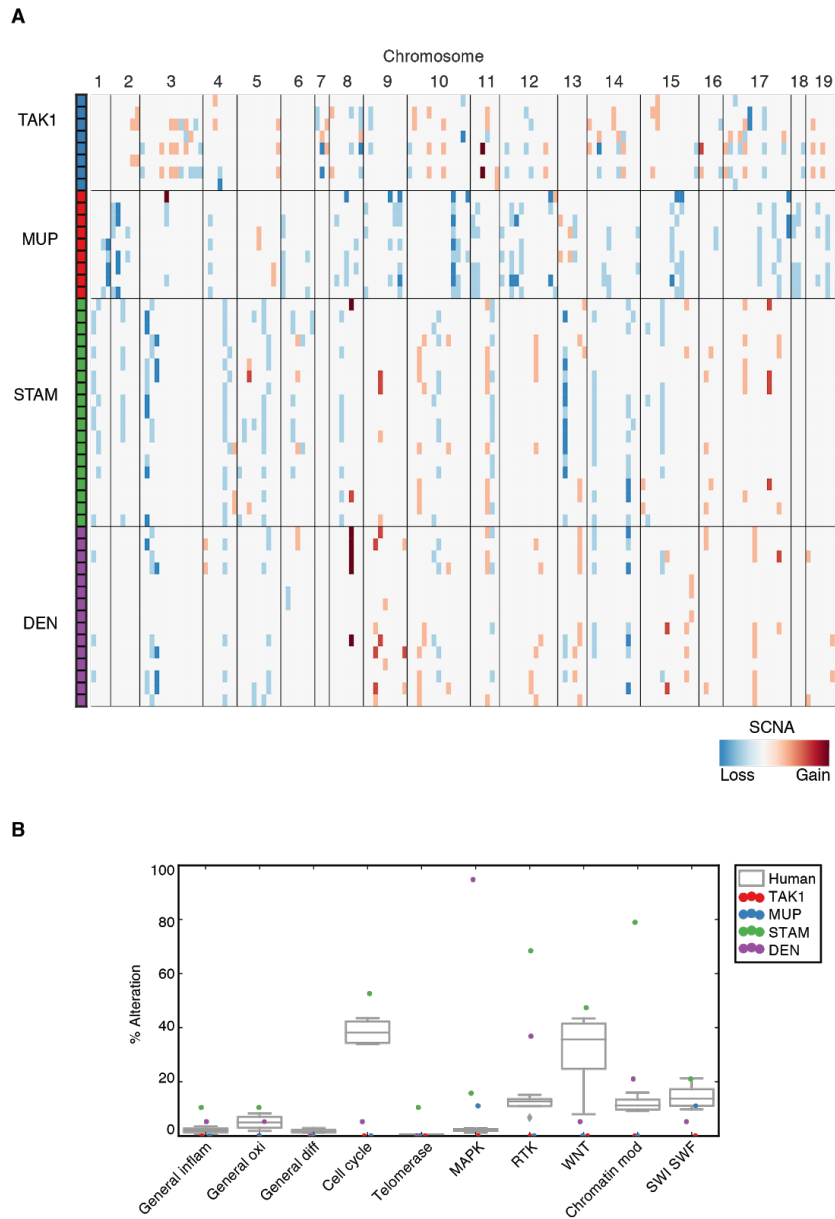 A
Chromosome
1 2 3 4 5 6 7 8 9 10 11 12 13 14 15 16 17 18 19
TAK1
MUP
STAM
DEN
SCNA
Loss Gain
B
100
80
60
40
20
0
% Alteration
Human
TAK1
MUP
STAM
DEN
General inflam
General oxi
General diff
Cell cycle
Telomerase
MAPK
RTK
WNT
Chromatin mod
SWI SWF